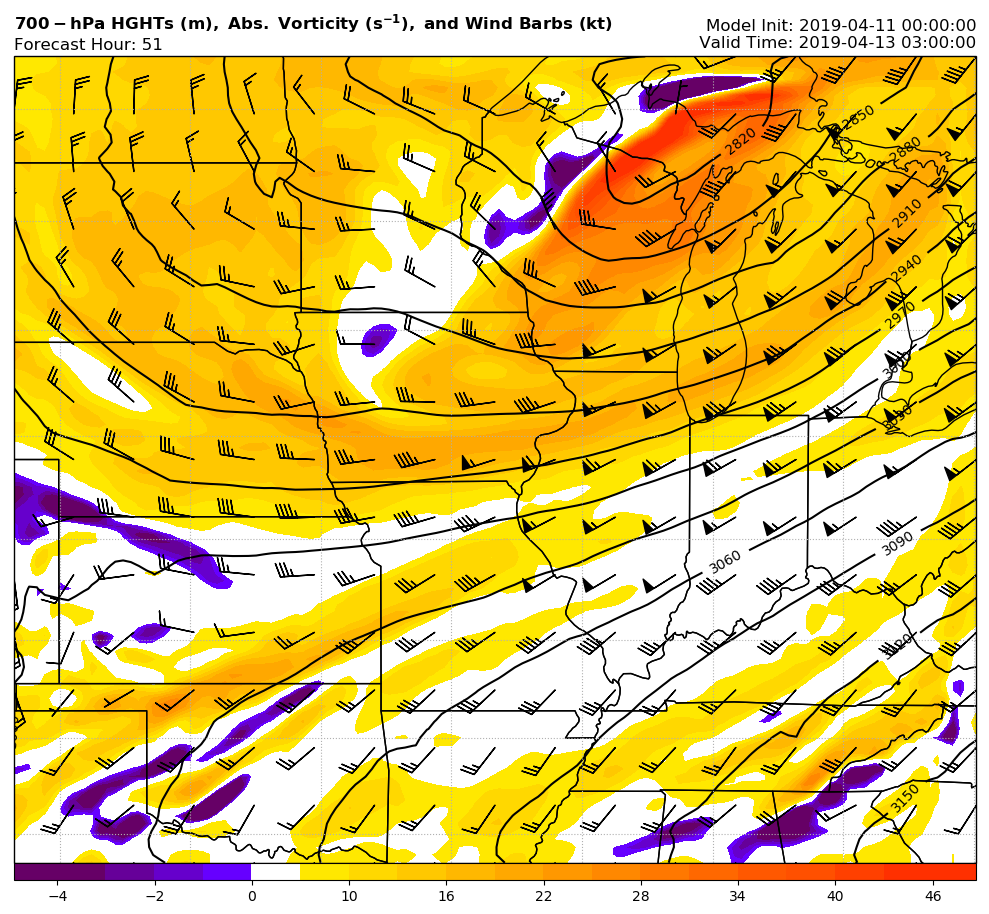 700−hPa HGHTs (m), Abs. Vorticity (s⁻¹), and Wind Barbs (kt)
Model Init: 2019-04-11 00:00:00
Forecast Hour: 51
Valid Time: 2019-04-13 03:00:00
2820
2850
2880
2910
2940
2970
3000
3030
3060
3090
3120
3150
−4 −2 0 10 16 22 28 34 40 46